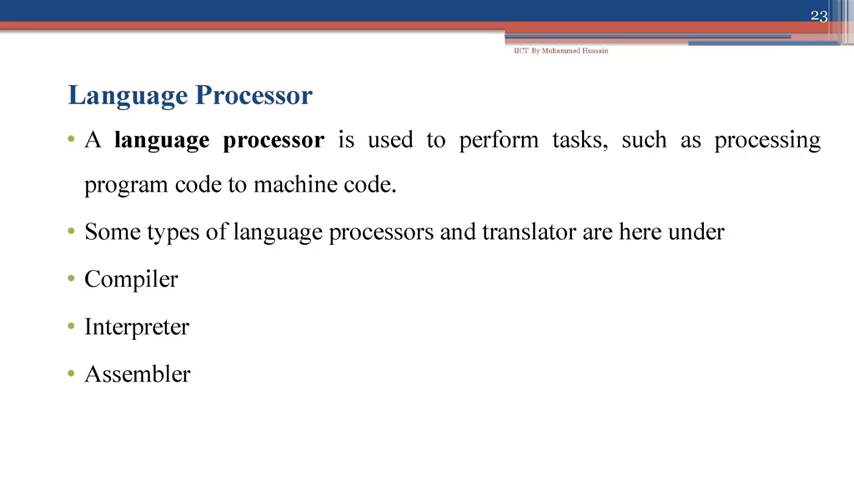 23
IICT By Muhammad Hussain
Language Processor
• A language processor is used to perform tasks, such as processing
program code to machine code.
• Some types of language processors and translator are here under
• Compiler
• Interpreter
• Assembler